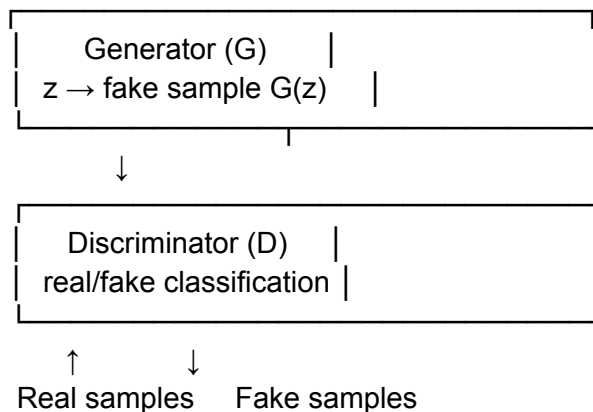 Generator (G)
z → fake sample G(z)
↓
Discriminator (D)
real/fake classification
↑ ↓
Real samples Fake samples